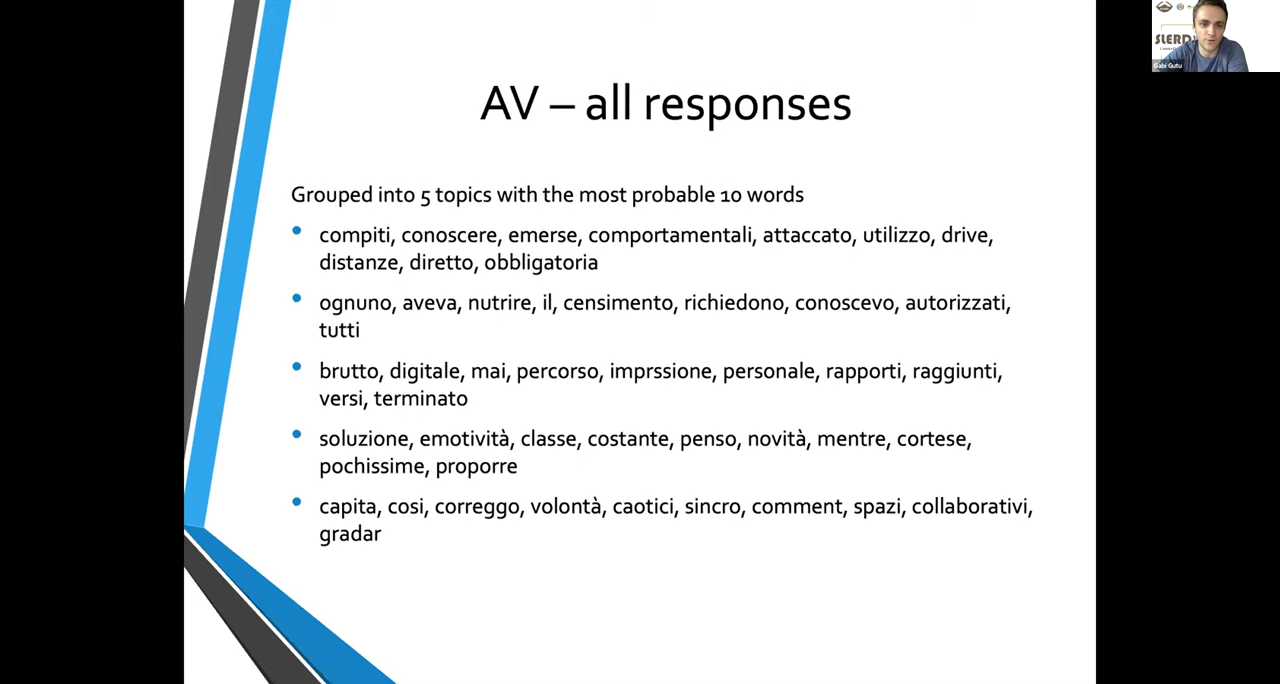 AV – all responses
Grouped into 5 topics with the most probable 10 words
compiti, conoscere, emerse, comportamentali, attaccato, utilizzo, drive,
distanze, diretto, obbligatoria
ognuno, aveva, nutrire, il, censimento, richiedono, conoscevo, autorizzati,
tutti
brutto, digitale, mai, percorso, imprssione, personale, rapporti, raggiunti,
versi, terminato
soluzione, emotività, classe, costante, penso, novità, mentre, cortese,
pochissime, proporre
capita, cosi, correggo, volontà, caotici, sincro, comment, spazi, collaborativi,
gradar
SLERD
Gabi Gutu